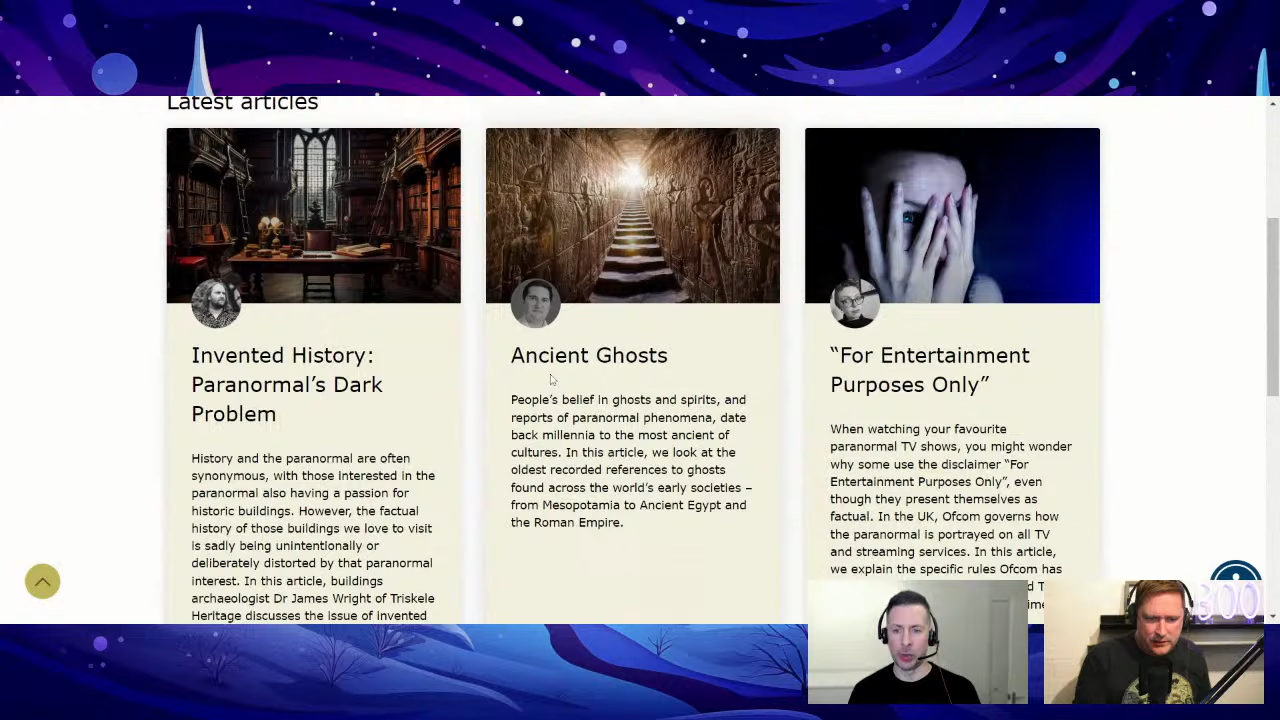 Latest articles
Invented History:
Paranormal’s Dark
Problem
History and the paranormal are often
synonymous, with those interested in the
paranormal also having a passion for
historic buildings. However, the factual
history of those buildings we love to visit
is sadly being unintentionally or
deliberately distorted by that paranormal
interest. In this article, buildings
archaeologist Dr James Wright of Triskele
Heritage discusses the issue of invented
Ancient Ghosts
People’s belief in ghosts and spirits, and
reports of paranormal phenomena, date
back millennia to the most ancient of
cultures. In this article, we look at the
oldest recorded references to ghosts
found across the world’s early societies –
from Mesopotamia to Ancient Egypt and
the Roman Empire.
“For Entertainment
Purposes Only”
When watching your favourite
paranormal TV shows, you might wonder
why some use the disclaimer “For
Entertainment Purposes Only”, even
though they present themselves as
factual. In the UK, Ofcom governs how
the paranormal is portrayed on all TV
and streaming services. In this article,
we explain the specific rules Ofcom has